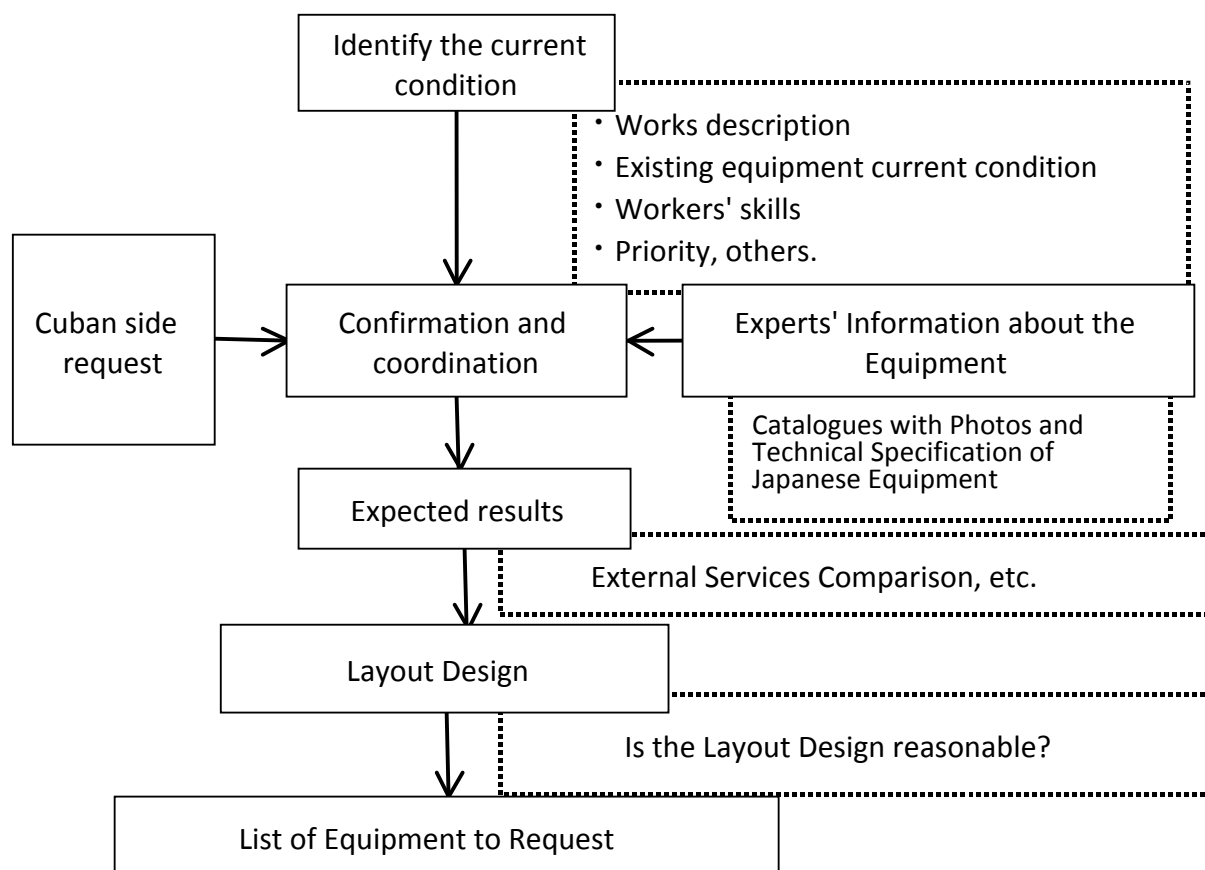 Identify the current
condition
・Works description
・Existing equipment current condition
・Workers' skills
・Priority, others.
Cuban side
request
Confirmation and
coordination
Experts' Information about the
Equipment
Catalogues with Photos and
Technical Specification of
Japanese Equipment
Expected results
External Services Comparison, etc.
Layout Design
Is the Layout Design reasonable?
List of Equipment to Request